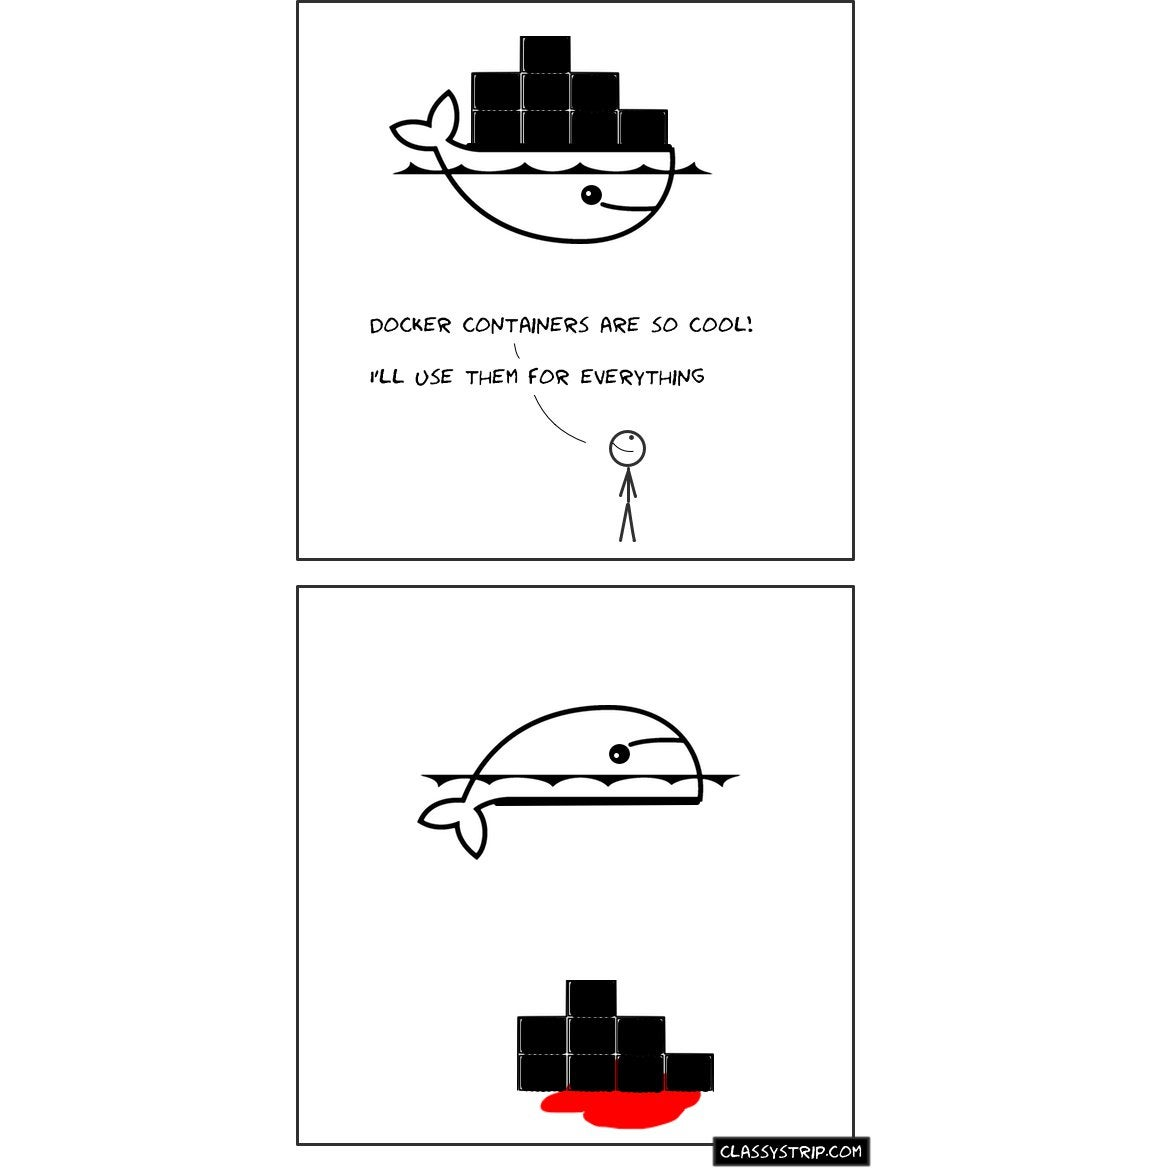 DOCKER CONTAINERS ARE SO COOL!
I'LL USE THEM FOR EVERYTHING
CLASSYSTRIP.COM